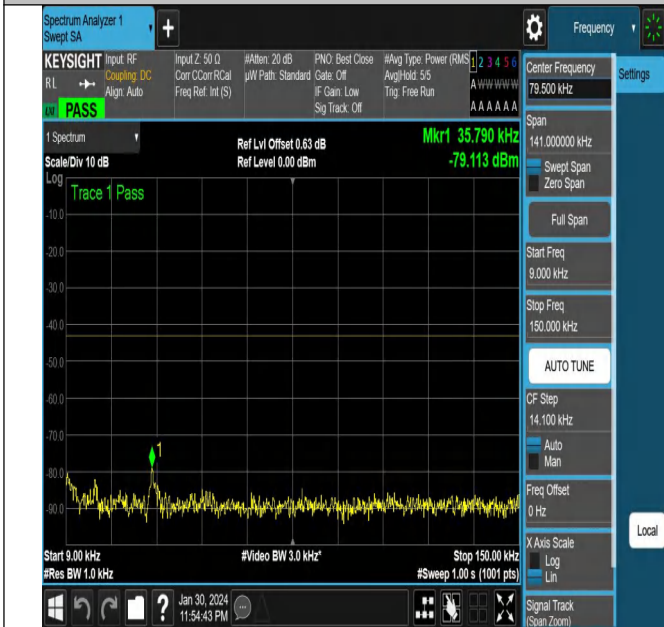 Spectrum Analyzer 1
Swept SA
Frequency
KEYSIGHT
RL
Input: RF
Coupling: DC
Align: Auto
Input Z: 50 Ω
Corr CCorr RCal
Freq Ref: Int (S)
#Atten: 20 dB
µW Path: Standard
PNO: Best Close
Gate: Off
IF Gain: Low
Sig Track: Off
#Avg Type: Power (RMS
Avg|Hold: 5/5
Trig: Free Run
1 2 3 4 5 6
A W W W W W
A A A A A A
PASS
1 Spectrum
Scale/Div 10 dB
Ref Lvl Offset 0.63 dB
Ref Level 0.00 dBm
Mkr1 35.790 kHz
-79.113 dBm
Log
Trace 1 Pass
-10.0
-20.0
-30.0
-40.0
-50.0
-60.0
-70.0
-80.0
-90.0
1
Start 9.00 kHz
#Res BW 1.0 kHz
#Video BW 3.0 kHz*
Stop 150.00 kHz
#Sweep 1.00 s (1001 pts)
Jan 30, 2024
11:54:43 PM
Center Frequency
79.500 kHz
Settings
Span
141.000000 kHz
Swept Span
Zero Span
Full Span
Start Freq
9.000 kHz
Stop Freq
150.000 kHz
AUTO TUNE
CF Step
14.100 kHz
Auto
Man
Freq Offset
0 Hz
Local
X Axis Scale
Log
Lin
Signal Track
(Span Zoom)